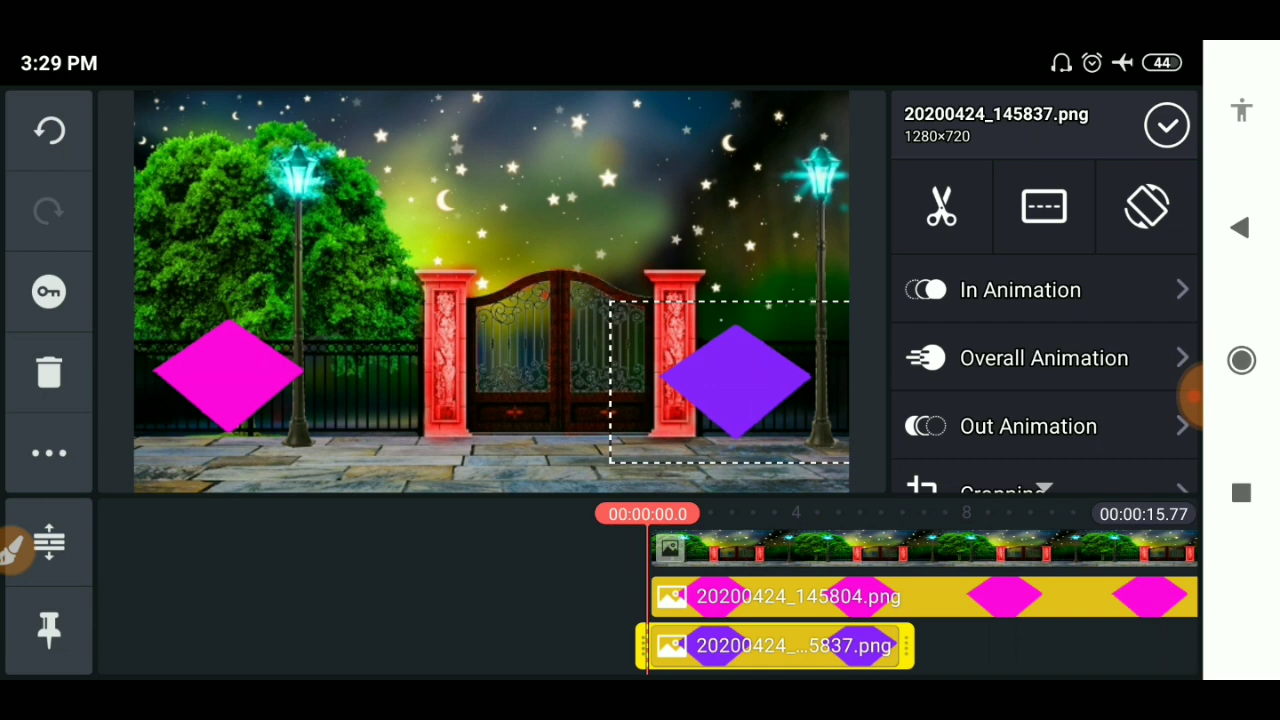 3:29 PM
44
20200424_145837.png
1280×720
In Animation
Overall Animation
Out Animation
Cropping
00:00:00.0
4
8
00:00:15.77
20200424_145804.png
20200424_...5837.png